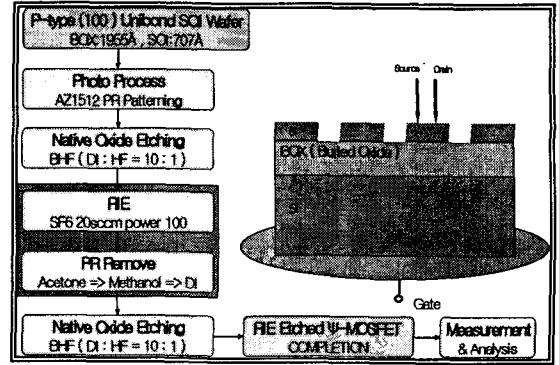 P-type (100) Unibond SOI Wafer
BOX:1955Å , SOI:707Å
Photo Process
AZ1512 PR Patterning
Native Oxide Etching
BHF ( DI : HF = 10 : 1 )
RIE
SF6 20sccm power 100
PR Remove
Acetone => Methanol => DI
Native Oxide Etching
BHF ( DI : HF = 10 : 1 )
RIE Etched Ψ-MOSFET
COMPLETION
Measurement
& Analysis
Source Drain
BOX ( Buried Oxide )
Si
Gate